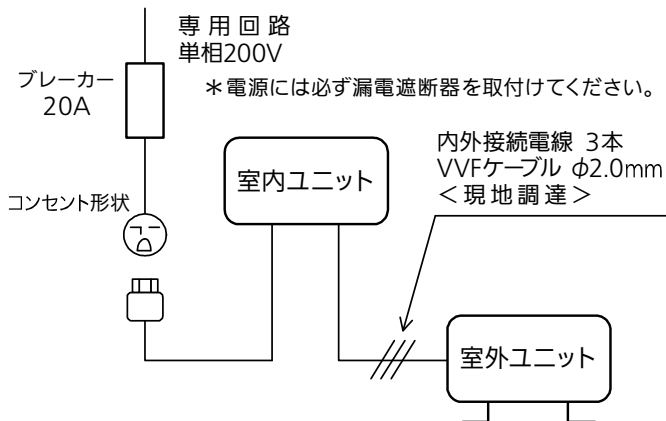 専用回路
単相200V
ブレーカー
20A
＊電源には必ず漏電遮断器を取付けてください。
内外接続電線 3本
VVFケーブル φ2.0mm
＜現地調達＞
室内ユニット
コンセント形状
室外ユニット